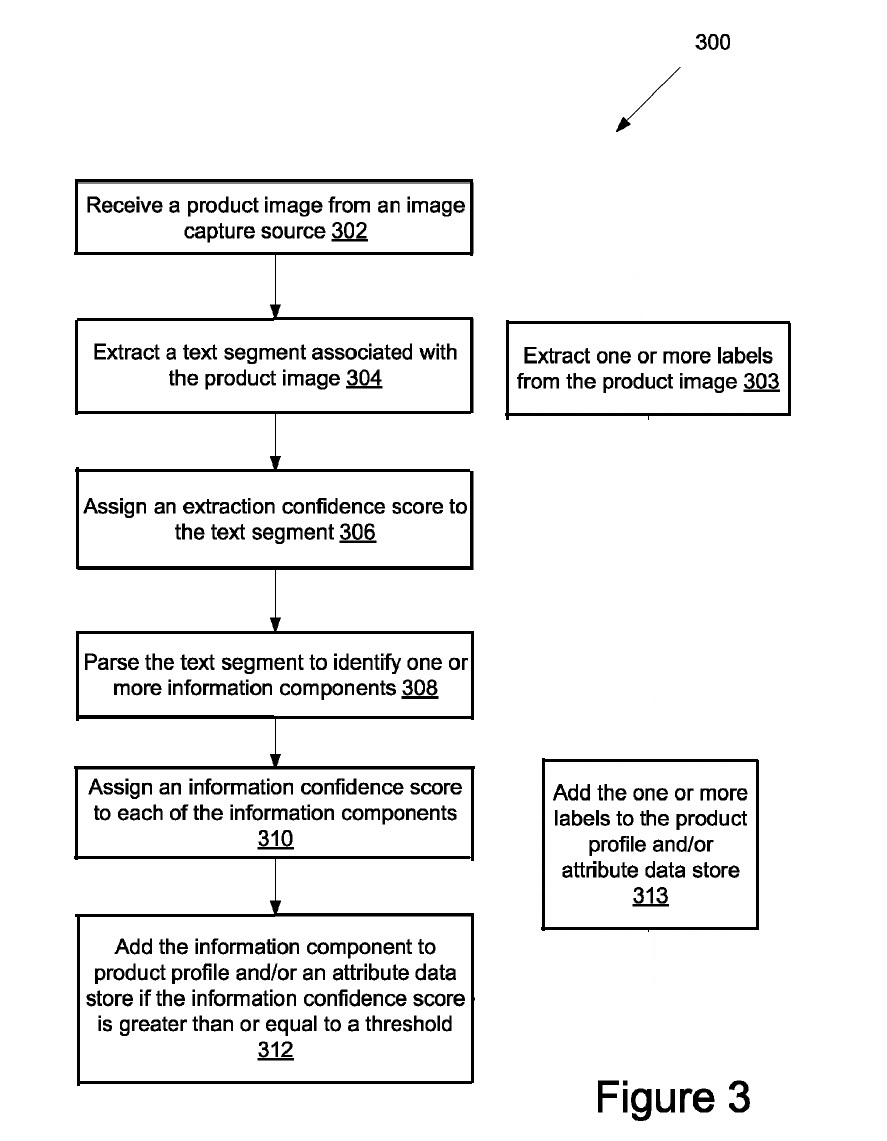 300
Receive a product image from an image
capture source 302
Extract a text segment associated with
the product image 304
Extract one or more labels
from the product image 303
Assign an extraction confidence score to
the text segment 306
Parse the text segment to identify one or
more information components 308
Assign an information confidence score
to each of the information components
310
Add the one or more
labels to the product
profile and/or
attribute data store
313
Add the information component to
product profile and/or an attribute data
store if the information confidence score
is greater than or equal to a threshold
312
Figure 3